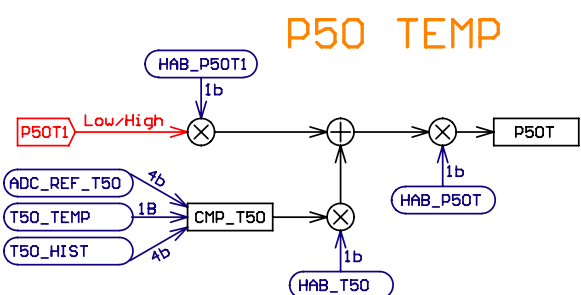 P50 TEMP
HAB_P50T1
1b
P50T1
Low/High
P50T
ADC_REF_T50
4b
1b
HAB_P50T
T50_TEMP
1B
CMP_T50
T50_HIST
4b
1b
HAB_T50